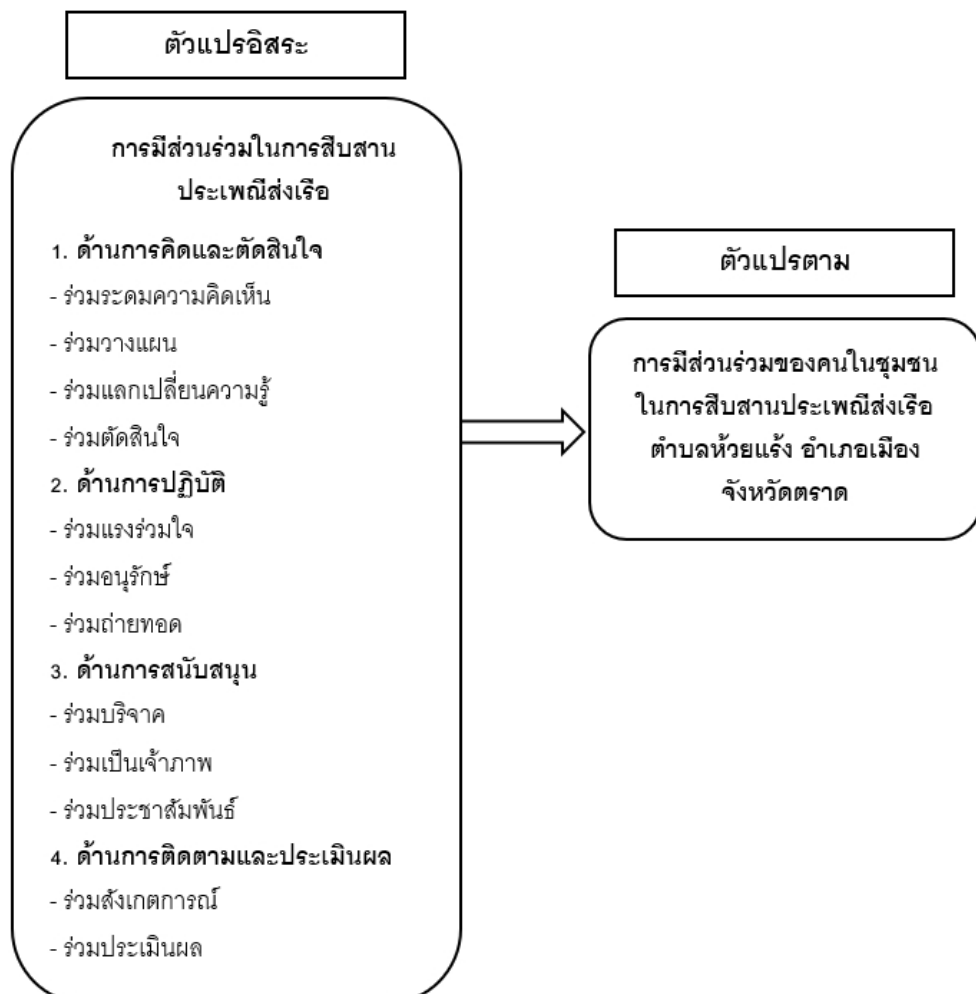 ตัวแปรอิสระ
การมีส่วนร่วมในการสืบสาน
ประเพณีส่งเรือ
1. ด้านการคิดและตัดสินใจ
- ร่วมระดมความคิดเห็น
- ร่วมวางแผน
- ร่วมแลกเปลี่ยนความรู้
- ร่วมตัดสินใจ
2. ด้านการปฏิบัติ
- ร่วมแรงร่วมใจ
- ร่วมอนุรักษ์
- ร่วมถ่ายทอด
3. ด้านการสนับสนุน
- ร่วมบริจาค
- ร่วมเป็นเจ้าภาพ
- ร่วมประชาสัมพันธ์
4. ด้านการติดตามและประเมินผล
- ร่วมสังเกตการณ์
- ร่วมประเมินผล
ตัวแปรตาม
การมีส่วนร่วมของคนในชุมชน
ในการสืบสานประเพณีส่งเรือ
ตำบลห้วยแร้ง อำเภอเมือง
จังหวัดตราด